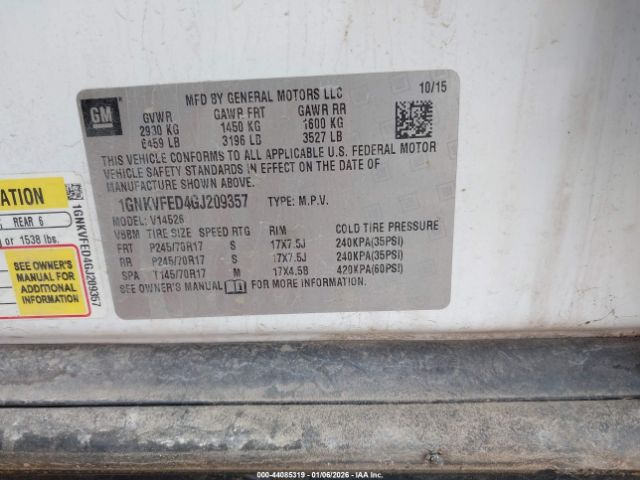 MFD BY GENERAL MOTORS LLC 10/15
GM
GVWR GAWR FRT GAWR RR
2930 KG 1450 KG 1600 KG
6459 LB 3196 LB 3527 LB
THIS VEHICLE CONFORMS TO ALL APPLICABLE U.S. FEDERAL MOTOR
VEHICLE SAFETY STANDARDS IN EFFECT ON THE DATE OF
MANUFACTURE SHOWN ABOVE.
1GNKVFED4GJ209357 TYPE: M.P.V.
MODEL: V14526
VSBM TIRE SIZE SPEED RTG RIM COLD TIRE PRESSURE
FRT P245/70R17 S 17X7.5J 240KPA(35PSI)
RR P245/70R17 S 17X7.5J 240KPA(35PSI)
SPA T145/70R17 M 17X4.5B 420KPA(60PSI)
SEE OWNER'S MANUAL FOR MORE INFORMATION.
ATION
REAR 6
or 1538 lbs.
SEE OWNER'S
MANUAL FOR
ADDITIONAL
INFORMATION
1GNKVFED4GJ209357
000-44085319 - 01/06/2026 - IAA Inc. Copyright